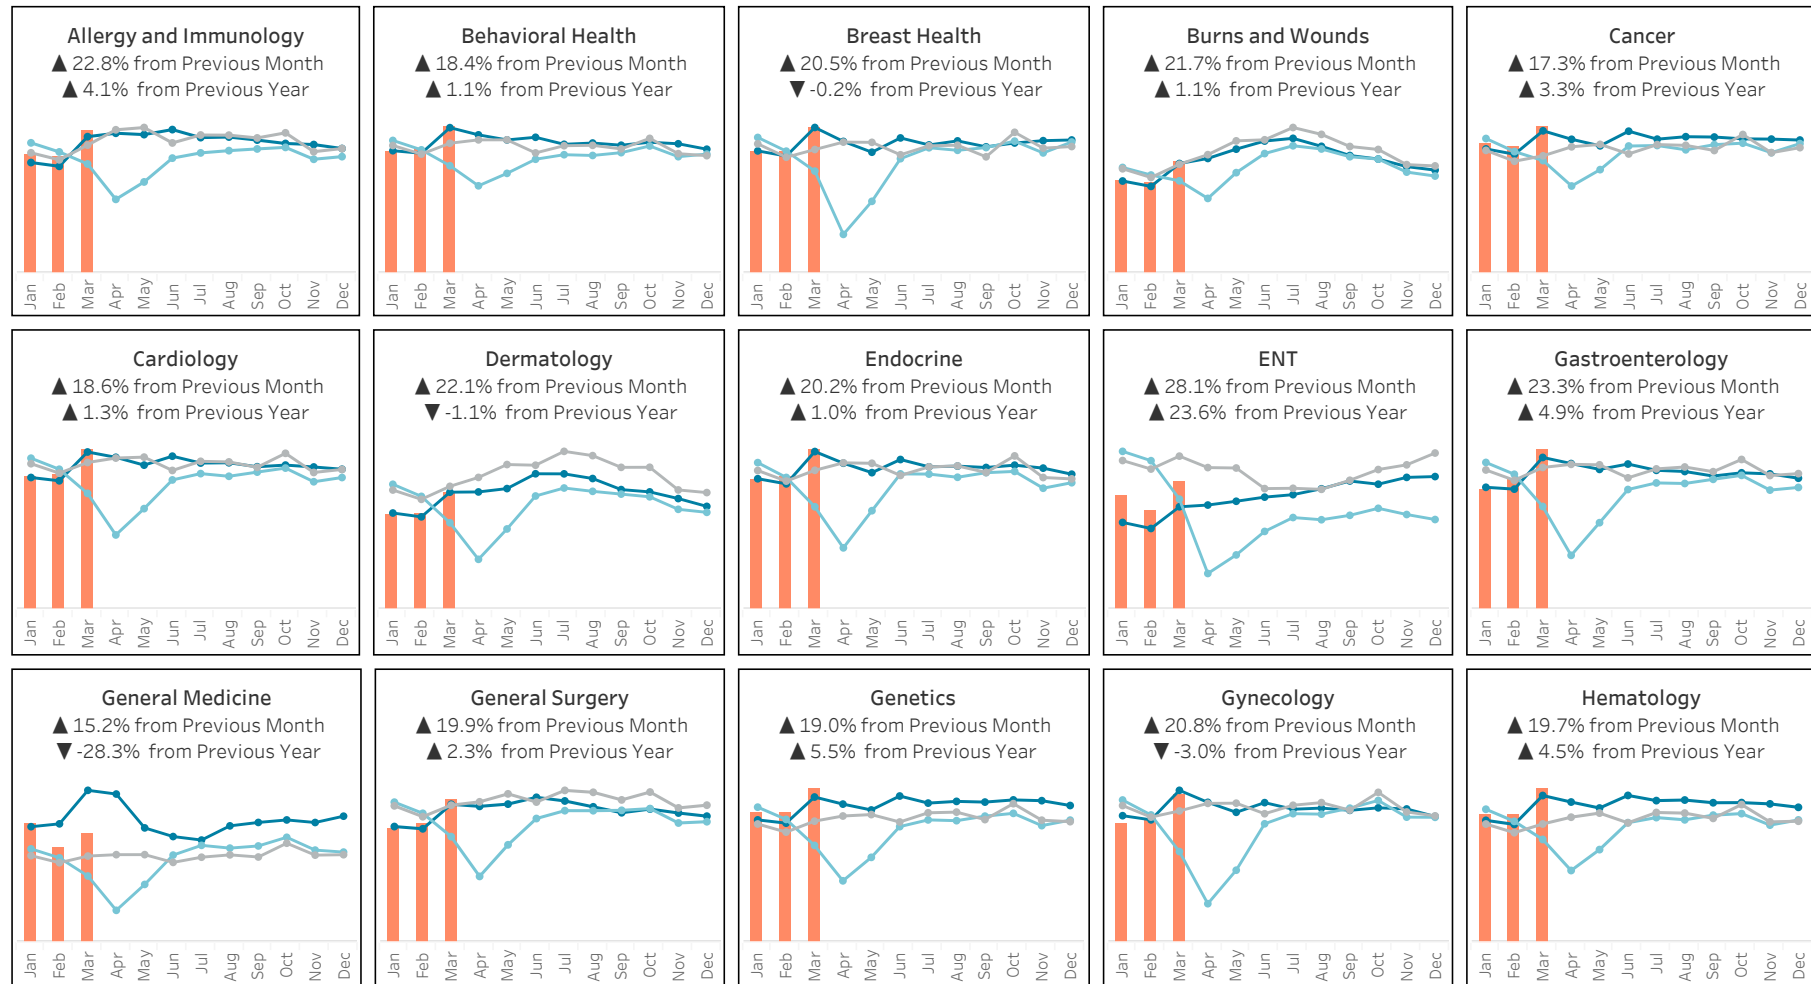 Allergy and Immunology
▲ 22.8% from Previous Month
▲ 4.1% from Previous Year
Jan Feb Mar Apr May Jun Jul Aug Sep Oct Nov Dec
Behavioral Health
▲ 18.4% from Previous Month
▲ 1.1% from Previous Year
Jan Feb Mar Apr May Jun Jul Aug Sep Oct Nov Dec
Breast Health
▲ 20.5% from Previous Month
▼ -0.2% from Previous Year
Jan Feb Mar Apr May Jun Jul Aug Sep Oct Nov Dec
Burns and Wounds
▲ 21.7% from Previous Month
▲ 1.1% from Previous Year
Jan Feb Mar Apr May Jun Jul Aug Sep Oct Nov Dec
Cancer
▲ 17.3% from Previous Month
▲ 3.3% from Previous Year
Jan Feb Mar Apr May Jun Jul Aug Sep Oct Nov Dec
Cardiology
▲ 18.6% from Previous Month
▲ 1.3% from Previous Year
Jan Feb Mar Apr May Jun Jul Aug Sep Oct Nov Dec
Dermatology
▲ 22.1% from Previous Month
▼ -1.1% from Previous Year
Jan Feb Mar Apr May Jun Jul Aug Sep Oct Nov Dec
Endocrine
▲ 20.2% from Previous Month
▲ 1.0% from Previous Year
Jan Feb Mar Apr May Jun Jul Aug Sep Oct Nov Dec
ENT
▲ 28.1% from Previous Month
▲ 23.6% from Previous Year
Jan Feb Mar Apr May Jun Jul Aug Sep Oct Nov Dec
Gastroenterology
▲ 23.3% from Previous Month
▲ 4.9% from Previous Year
Jan Feb Mar Apr May Jun Jul Aug Sep Oct Nov Dec
General Medicine
▲ 15.2% from Previous Month
▼ -28.3% from Previous Year
Jan Feb Mar Apr May Jun Jul Aug Sep Oct Nov Dec
General Surgery
▲ 19.9% from Previous Month
▲ 2.3% from Previous Year
Jan Feb Mar Apr May Jun Jul Aug Sep Oct Nov Dec
Genetics
▲ 19.0% from Previous Month
▲ 5.5% from Previous Year
Jan Feb Mar Apr May Jun Jul Aug Sep Oct Nov Dec
Gynecology
▲ 20.8% from Previous Month
▼ -3.0% from Previous Year
Jan Feb Mar Apr May Jun Jul Aug Sep Oct Nov Dec
Hematology
▲ 19.7% from Previous Month
▲ 4.5% from Previous Year
Jan Feb Mar Apr May Jun Jul Aug Sep Oct Nov Dec